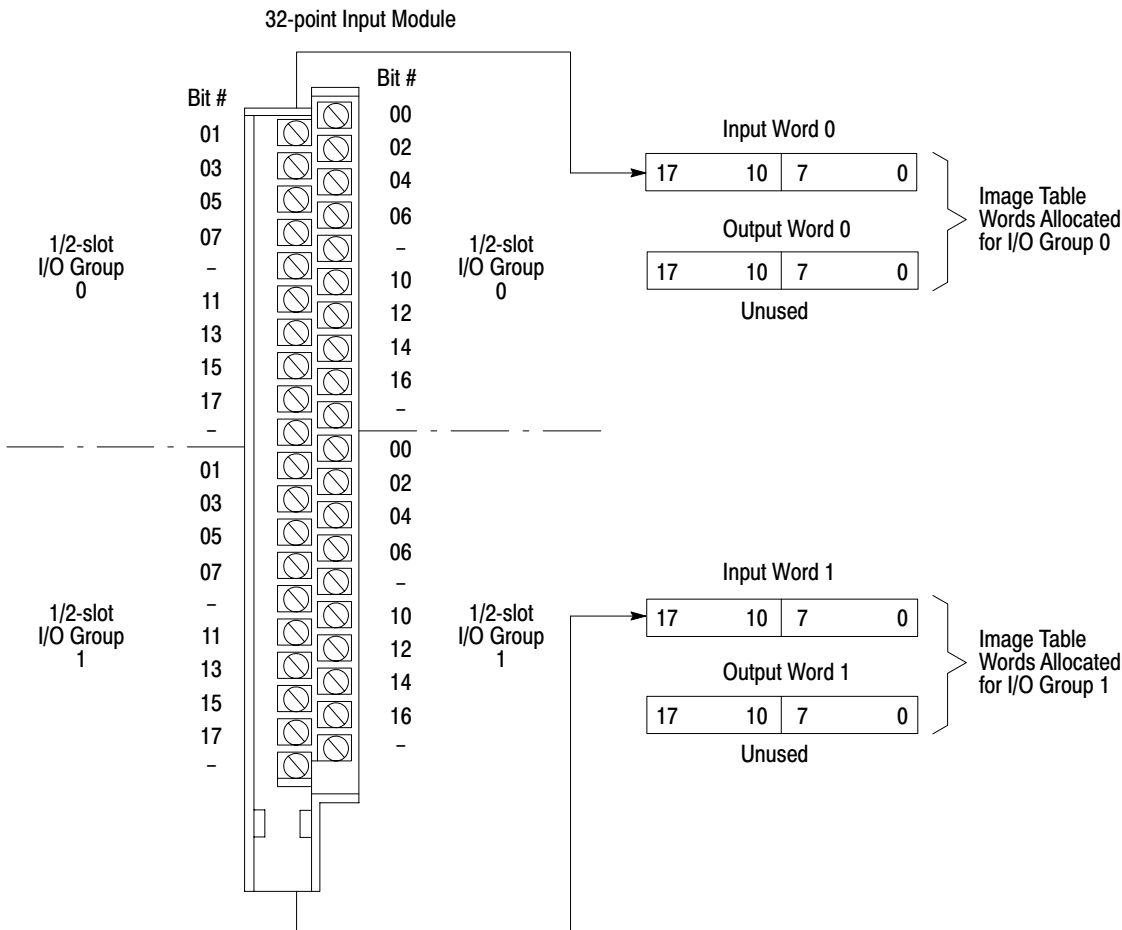 32-point Input Module
Bit #
01
03
05
07
–
11
13
15
17
–
01
03
05
07
–
11
13
15
17
–
1/2-slot
I/O Group
0
1/2-slot
I/O Group
1
Bit #
00
02
04
06
–
10
12
14
16
–
00
02
04
06
–
10
12
14
16
–
1/2-slot
I/O Group
0
1/2-slot
I/O Group
1
Input Word 0
17 10 7 0
Output Word 0
17 10 7 0
Unused
Image Table
Words Allocated
for I/O Group 0
Input Word 1
17 10 7 0
Output Word 1
17 10 7 0
Unused
Image Table
Words Allocated
for I/O Group 1